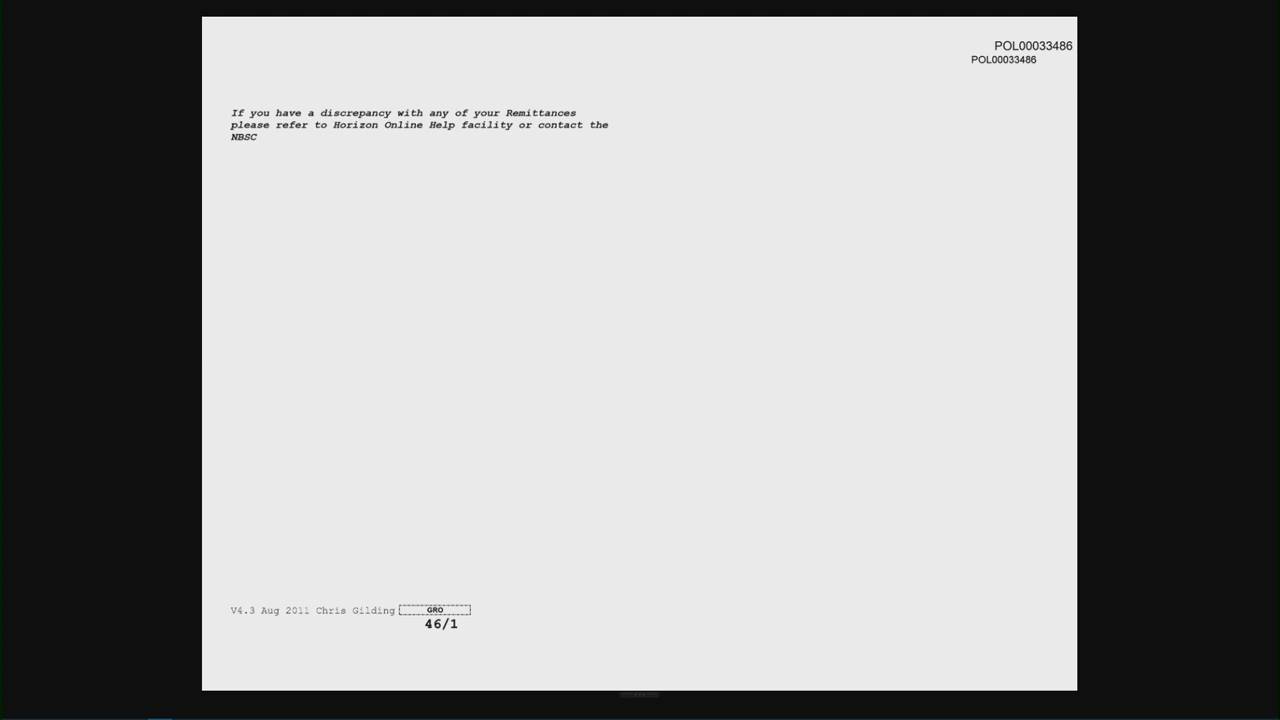 POL00033486
POL00033486
If you have a discrepancy with any of your Remittances
please refer to Horizon Online Help facility or contact the
NBSC
V4.3 Aug 2011 Chris Gilding GRO
46/1